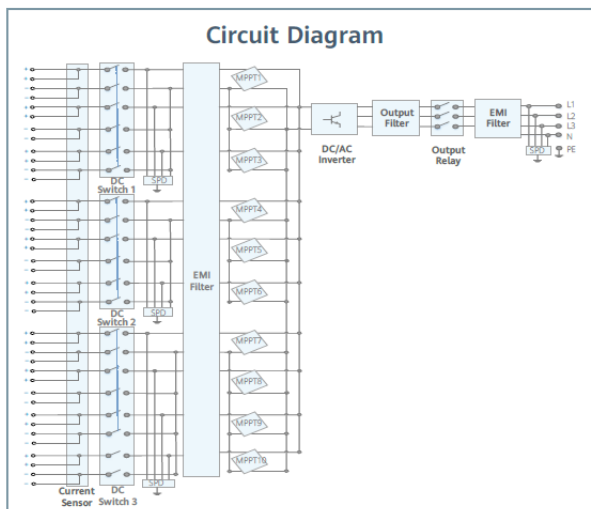 Circuit Diagram
MPPT1
MPPT2
MPPT3
SPD
DC
Switch 1
MPPT4
MPPT5
MPPT6
EMI
Filter
SPD
DC
Switch 2
MPPT7
MPPT8
MPPT9
MPPT10
SPD
Current
Sensor
DC
Switch 3
DC/AC
Inverter
Output
Filter
Output
Relay
EMI
Filter
L1
L2
L3
N
PE
SPD